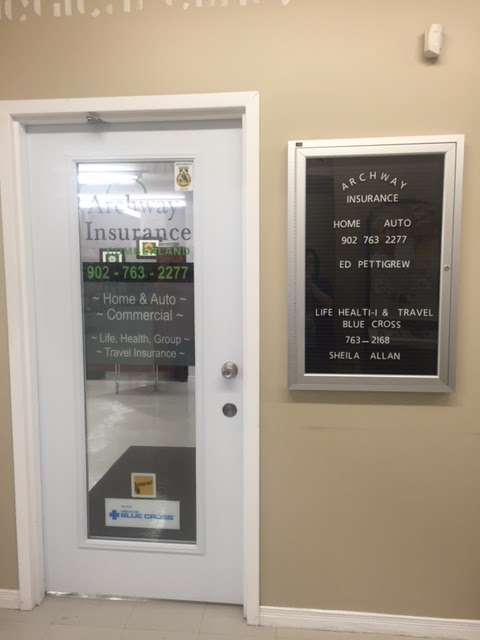 Archway
Insurance
902 - 763 - 2277
~ Home & Auto ~
~ Commercial ~
~ Life, Health, Group ~
~ Travel Insurance ~
BLUE CROSS
ARCHWAY
INSURANCE
HOME AUTO
902 763 2277
ED PETTIGREW
LIFE HEALTI-I & TRAVEL
BLUE CROSS
763-2168
SHEILA ALLAN